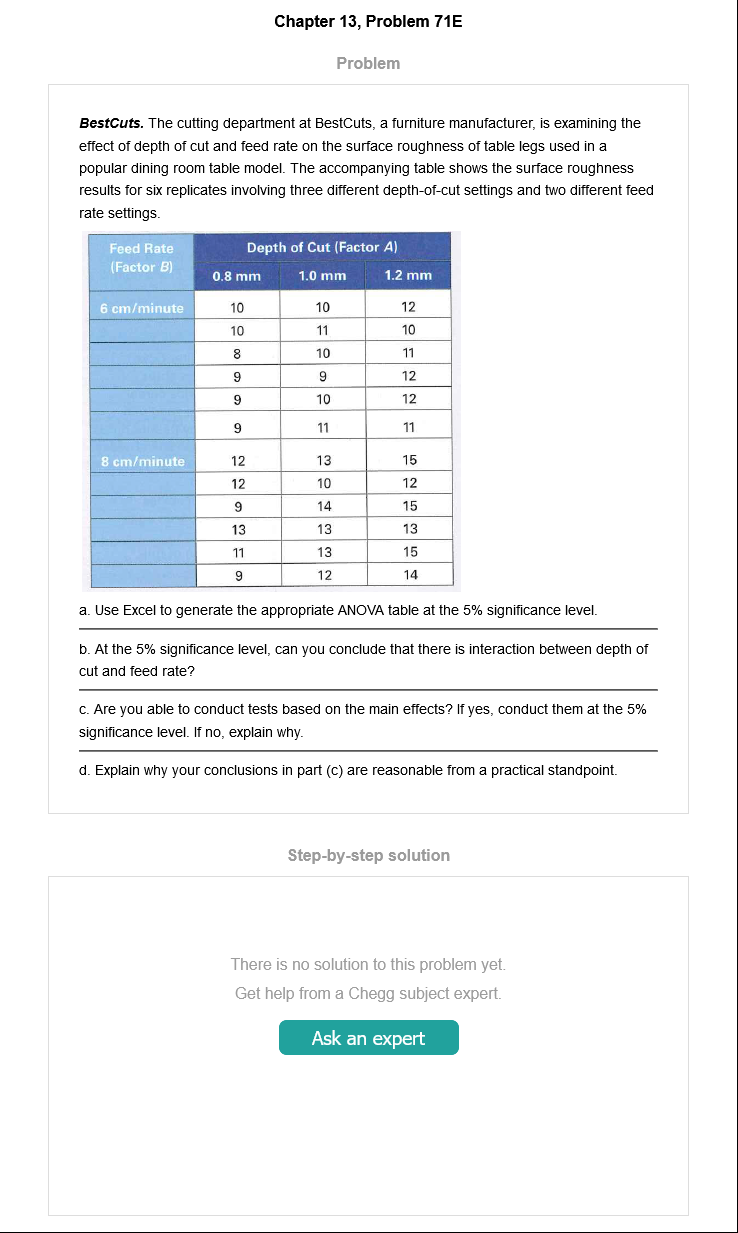 Chapter 13, Problem 71E
Problem
BestCuts. The cutting department at BestCuts, a furniture manufacturer, is examining the
effect of depth of cut and feed rate on the surface roughness of table legs used in a
popular dining room table model. The accompanying table shows the surface roughness
results for six replicates involving three different depth-of-cut settings and two different feed
rate settings.
Feed Rate Depth of Cut (Factor A)
(Factor B) 0.8 mm 1.0 mm 1.2 mm
6 cm/minute 10 10 12
10 11 10
8 10 11
9 9 12
9 10 12
9 11 11
8 cm/minute 12 13 15
12 10 12
9 14 15
13 13 13
11 13 15
9 12 14
a. Use Excel to generate the appropriate ANOVA table at the 5% significance level.
b. At the 5% significance level, can you conclude that there is interaction between depth of
cut and feed rate?
c. Are you able to conduct tests based on the main effects? If yes, conduct them at the 5%
significance level. If no, explain why.
d. Explain why your conclusions in part (c) are reasonable from a practical standpoint.
Step-by-step solution
There is no solution to this problem yet.
Get help from a Chegg subject expert.
Ask an expert